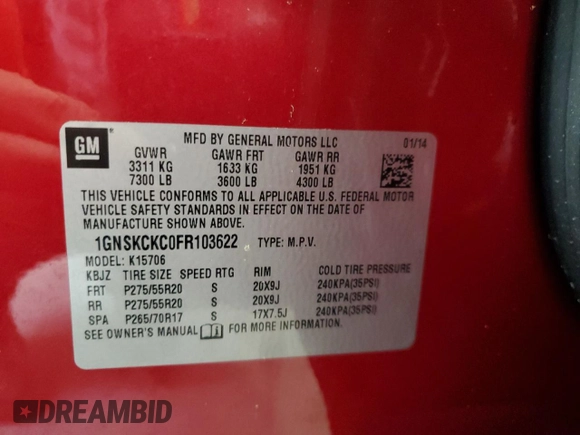 GM
MFD BY GENERAL MOTORS LLC 01/14
GVWR GAWR FRT GAWR RR
3311 KG 1633 KG 1951 KG
7300 LB 3600 LB 4300 LB
THIS VEHICLE CONFORMS TO ALL APPLICABLE U.S. FEDERAL MOTOR
VEHICLE SAFETY STANDARDS IN EFFECT ON THE DATE OF
MANUFACTURE SHOWN ABOVE.
1GNSKCKC0FR103622 TYPE: M.P.V.
MODEL: K15706
KBJZ TIRE SIZE SPEED RTG RIM COLD TIRE PRESSURE
FRT P275/55R20 S 20X9J 240KPA(35PSI)
RR P275/55R20 S 20X9J 240KPA(35PSI)
SPA P265/70R17 S 17X7.5J 240KPA(35PSI)
SEE OWNER'S MANUAL FOR MORE INFORMATION
DREAMBID